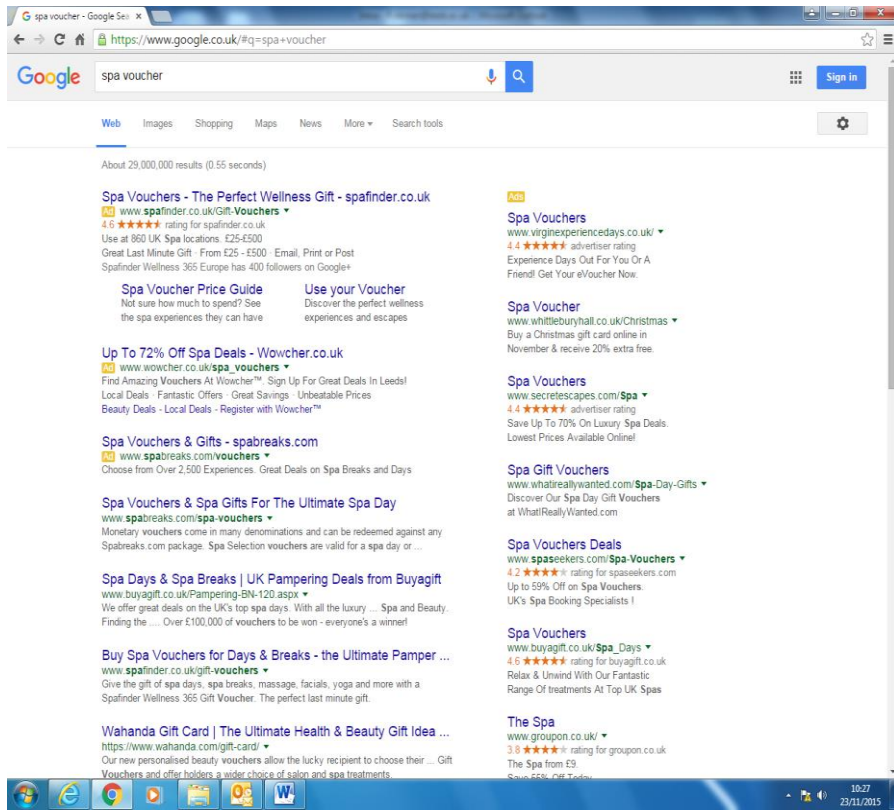 spa voucher - Google Sea
https://www.google.co.uk/#q=spa+voucher
Google
spa voucher
Sign in
Web Images Shopping Maps News More Search tools
About 29,000,000 results (0.55 seconds)
Spa Vouchers - The Perfect Wellness Gift - spafinder.co.uk
Ad www.spafinder.co.uk/Gift-Vouchers
4.6 rating for spafinder.co.uk
Use at 860 UK Spa locations. £25-£500
Great Last Minute Gift · From £25 - £500 · Email, Print or Post
Spafinder Wellness 365 Europe has 400 followers on Google+
Spa Voucher Price Guide
Not sure how much to spend? See
the spa experiences they can have
Use your Voucher
Discover the perfect wellness
experiences and escapes
Up To 72% Off Spa Deals - Wowcher.co.uk
Ad www.wowcher.co.uk/spa_vouchers
Find Amazing Vouchers At Wowcher™. Sign Up For Great Deals In Leeds!
Local Deals · Fantastic Offers · Great Savings · Unbeatable Prices
Beauty Deals - Local Deals - Register with Wowcher™
Spa Vouchers & Gifts - spabreaks.com
Ad www.spabreaks.com/vouchers
Choose from Over 2,500 Experiences. Great Deals on Spa Breaks and Days
Spa Vouchers & Spa Gifts For The Ultimate Spa Day
www.spabreaks.com/spa-vouchers
Monetary vouchers come in many denominations and can be redeemed against any
Spabreaks.com package. Spa Selection vouchers are valid for a spa day or ...
Spa Days & Spa Breaks | UK Pampering Deals from Buyagift
www.buyagift.co.uk/Pampering-BN-120.aspx
We offer great deals on the UK's top spa days. With all the luxury ... Spa and Beauty.
Finding the .... Over £100,000 of vouchers to be won - everyone's a winner!
Buy Spa Vouchers for Days & Breaks - the Ultimate Pamper ...
www.spafinder.co.uk/gift-vouchers
Give the gift of spa days, spa breaks, massage, facials, yoga and more with a
Spafinder Wellness 365 Gift Voucher. The perfect last minute gift.
Wahanda Gift Card | The Ultimate Health & Beauty Gift Idea ...
https://www.wahanda.com/gift-card/
Our new personalised beauty vouchers allow the lucky recipient to choose their ... Gift
Vouchers and offer holders a wider choice of salon and spa treatments.
Ads
Spa Vouchers
www.virginexperiencedays.co.uk/
4.4 advertiser rating
Experience Days Out For You Or A
Friend! Get Your eVoucher Now.
Spa Voucher
www.whittleburyhall.co.uk/Christmas
Buy a Christmas gift card online in
November & receive 20% extra free.
Spa Vouchers
www.secretescapes.com/Spa
4.4 advertiser rating
Save Up To 70% On Luxury Spa Deals.
Lowest Prices Available Online!
Spa Gift Vouchers
www.whatireallywanted.com/Spa-Day-Gifts
Discover Our Spa Day Gift Vouchers
at WhatIReallyWanted.com
Spa Vouchers Deals
www.spaseekers.com/Spa-Vouchers
4.2 rating for spaseekers.com
Up to 59% Off on Spa Vouchers.
UK's Spa Booking Specialists !
Spa Vouchers
www.buyagift.co.uk/Spa_Days
4.6 rating for buyagift.co.uk
Relax & Unwind With Our Fantastic
Range Of treatments At Top UK Spas
The Spa
www.groupon.co.uk/
3.8 rating for groupon.co.uk
The Spa from £9.
Save 55% Off Today
10:27
23/11/2015